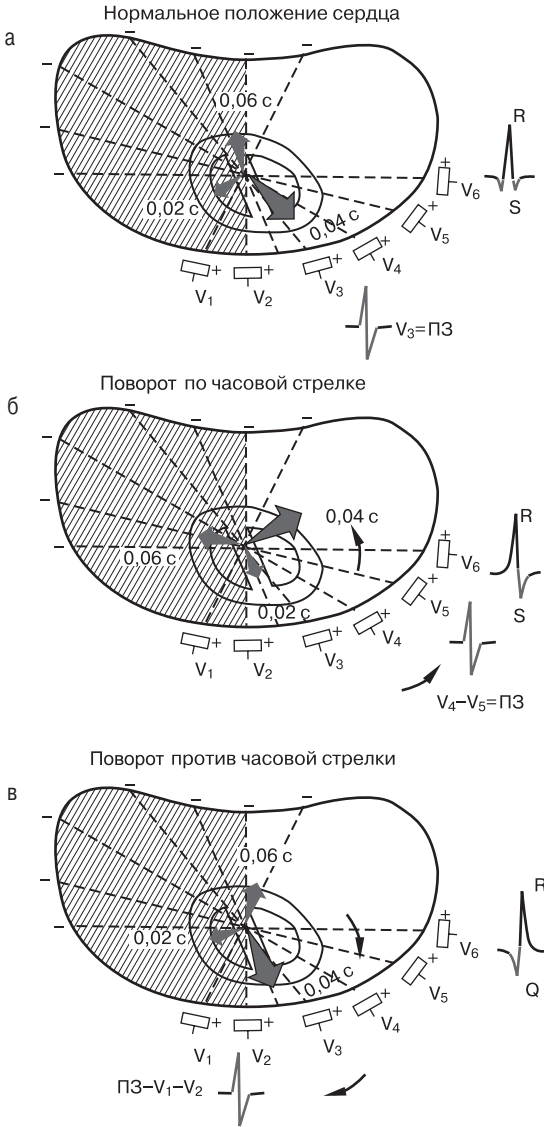 Нормальное положение сердца
а
0,06 с
0,02 с
0,04 с
R
S
V6
V5
V4
V3
V2
V1
V3=ПЗ
Поворот по часовой стрелке
б
0,04 с
0,06 с
0,02 с
R
S
V6
V5
V4
V3
V2
V1
V4–V5=ПЗ
Поворот против часовой стрелки
в
0,06 с
0,02 с
0,04 с
R
Q
V6
V5
V4
V3
V2
V1
ПЗ–V1–V2